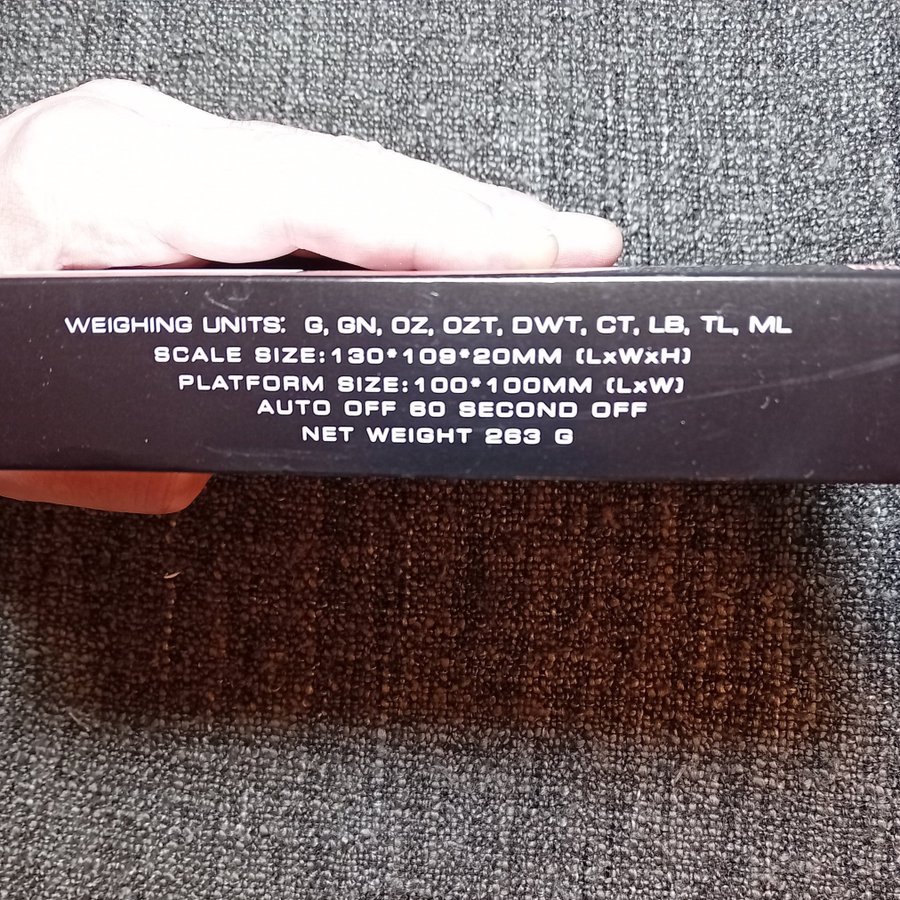 WEIGHING UNITS: G, GN, OZ, OZT, DWT, CT, LB, TL, ML
SCALE SIZE:130*109*20MM (LxWxH)
PLATFORM SIZE:100*100MM (LxW)
AUTO OFF 60 SECOND OFF
NET WEIGHT 263 G